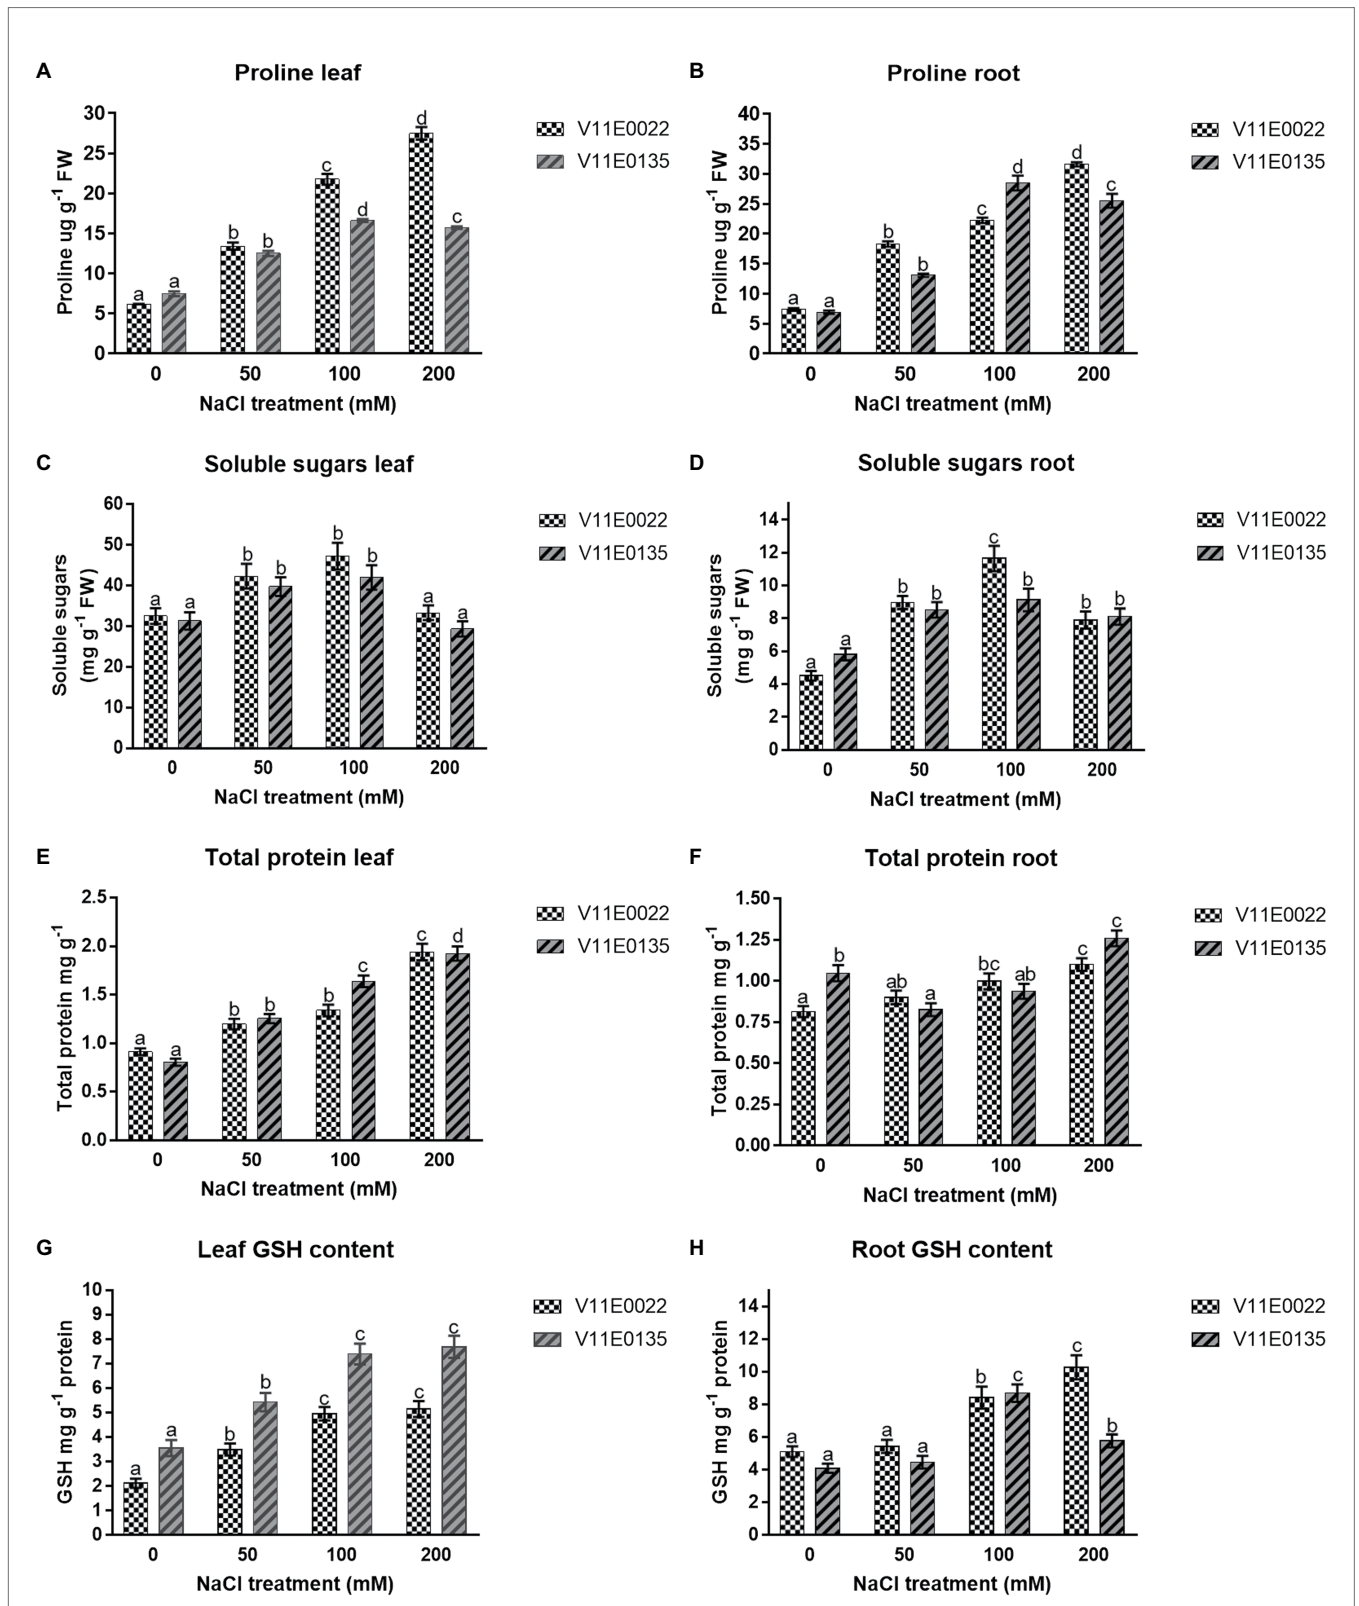 A
Proline leaf
Proline ug g-1 FW
30
25
20
15
10
5
0
a a b b c d d c
0 50 100 200
NaCl treatment (mM)
V11E0022
V11E0135
B
Proline root
Proline ug g-1 FW
40
35
30
25
20
15
10
5
0
a a b b c d d c
0 50 100 200
NaCl treatment (mM)
V11E0022
V11E0135
C
Soluble sugars leaf
Soluble sugars
(mg g-1 FW)
60
50
40
30
20
10
0
a a b b b b a a
0 50 100 200
NaCl treatment (mM)
V11E0022
V11E0135
D
Soluble sugars root
Soluble sugars
(mg g-1 FW)
14
12
10
8
6
4
2
0
a a b b c b b b
0 50 100 200
NaCl treatment (mM)
V11E0022
V11E0135
E
Total protein leaf
Total protein mg g-1
2.5
2.0
1.5
1.0
0.5
0.0
a a b b b c c d
0 50 100 200
NaCl treatment (mM)
V11E0022
V11E0135
F
Total protein root
Total protein mg g-1
1.50
1.25
1.00
0.75
0.50
0.25
0.00
a b ab a bc ab c c
0 50 100 200
NaCl treatment (mM)
V11E0022
V11E0135
G
Leaf GSH content
GSH mg g-1 protein
10
9
8
7
6
5
4
3
2
1
0
a a b b c c c c
0 50 100 200
NaCl treatment (mM)
V11E0022
V11E0135
H
Root GSH content
GSH mg g-1 protein
14
12
10
8
6
4
2
0
a a a a b c c b
0 50 100 200
NaCl treatment (mM)
V11E0022
V11E0135